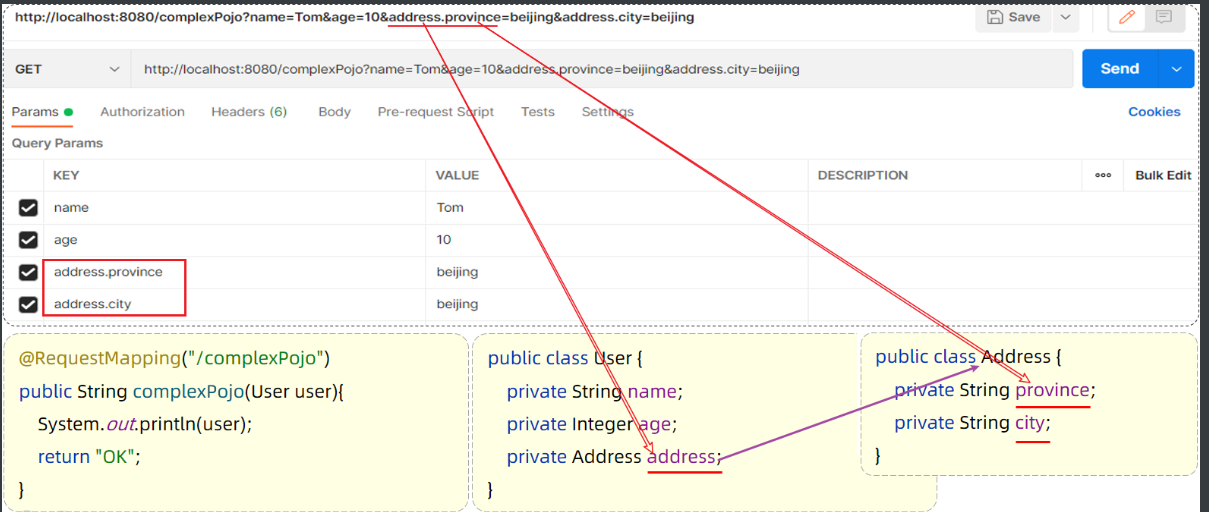 http://localhost:8080/complexPojo?name=Tom&age=10&address.province=beijing&address.city=beijing
Save
GET
http://localhost:8080/complexPojo?name=Tom&age=10&address.province=beijing&address.city=beijing
Send
Params Authorization Headers (6) Body Pre-request Script Tests Settings Cookies
Query Params
KEY VALUE DESCRIPTION ooo Bulk Edit
name Tom
age 10
address.province beijing
address.city beijing
@RequestMapping("/complexPojo")
public String complexPojo(User user){
System.out.println(user);
return "OK";
}
public class User {
private String name;
private Integer age;
private Address address;
}
public class Address {
private String province;
private String city;
}